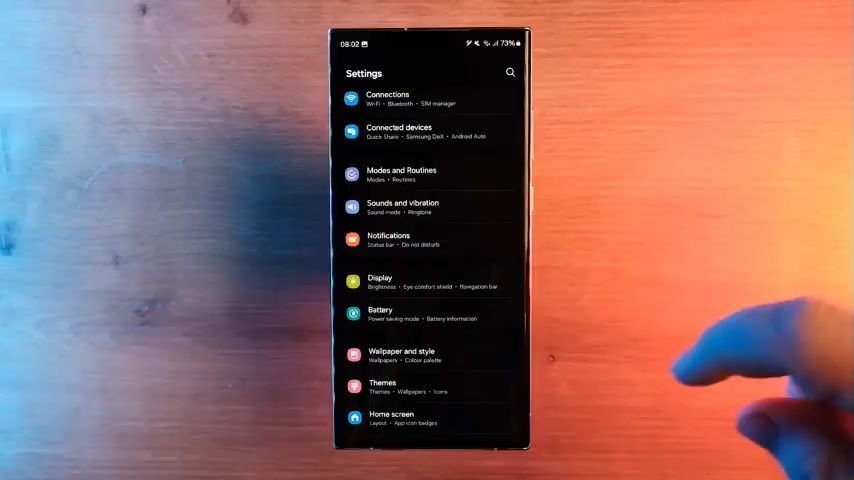 08:02
73%
Settings
Connections
Wi-Fi • Bluetooth • SIM manager
Connected devices
Quick Share • Samsung DeX • Android Auto
Modes and Routines
Modes • Routines
Sounds and vibration
Sound mode • Ringtone
Notifications
Status bar • Do not disturb
Display
Brightness • Eye comfort shield • Navigation bar
Battery
Power saving mode • Battery information
Wallpaper and style
Wallpapers • Colour palette
Themes
Themes • Wallpapers • Icons
Home screen
Layout • App icon badges